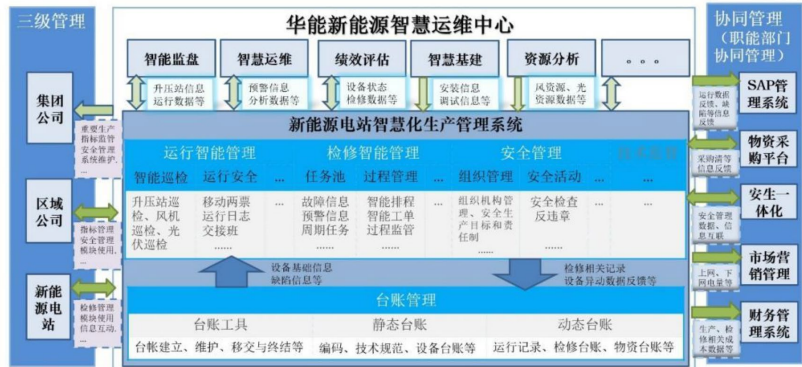 三级管理
集团
公司
重要生产
指标监管
安全管理
系统维护.
...
区域
公司
指标管理
安全管理
模块使用.
...
新能
源电
站
检修管理
模块使用
信息互动.
...
华能新能源智慧运维中心
智能监盘
智慧运维
绩效评估
智慧基建
资源分析
。。。
升压站信息
运行数据等
预警信息
分析数据等
设备状态
检修数据等
安装信息
调试信息等
风资源、光
资源数据等
新能源电站智慧化生产管理系统
运行智能管理
检修智能管理
安全管理
智能巡检
运行安全
...
任务池
过程管理
...
组织管理
安全活动
...
...
升压站巡
检、风机
巡检、光
伏巡检
移动两票
运行日志
交接班
......
...
故障信息
预警信息
周期任务
......
智能排程
智能工单
过程监管
......
...
组织机构管
理、安全生
产目标和责
任制
......
安全检查
反违章
......
...
...
设备基础信息
缺陷信息等
检修相关记录
设备异动数据反馈等
台账管理
台账工具
静态台账
动态台账
台帐建立、维护、移交与终结等
编码、技术规范、设备台账等
运行记录、检修台账、物资台账等
协同管理
（职能部门
协同管理）
SAP管
理系统
运行数据
反馈、缺
陷等信息
反馈
物资采
购平台
采购清等
信息反馈
安生一
体化
安全管理
数据、信
息互联
市场营
销管理
上网、下
网电量等
财务管
理系统
生产、检
修相关成
本数据等